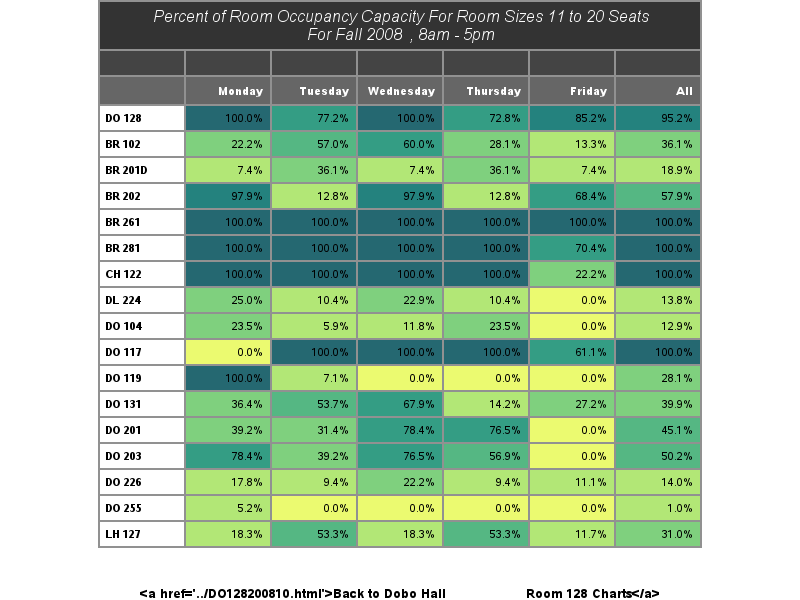 Percent of Room Occupancy Capacity For Room Sizes 11 to 20 Seats
For Fall 2008 , 8am - 5pm
Monday Tuesday Wednesday Thursday Friday All
DO 128 100.0% 77.2% 100.0% 72.8% 85.2% 95.2%
BR 102 22.2% 57.0% 60.0% 28.1% 13.3% 36.1%
BR 201D 7.4% 36.1% 7.4% 36.1% 7.4% 18.9%
BR 202 97.9% 12.8% 97.9% 12.8% 68.4% 57.9%
BR 261 100.0% 100.0% 100.0% 100.0% 100.0% 100.0%
BR 281 100.0% 100.0% 100.0% 100.0% 70.4% 100.0%
CH 122 100.0% 100.0% 100.0% 100.0% 22.2% 100.0%
DL 224 25.0% 10.4% 22.9% 10.4% 0.0% 13.8%
DO 104 23.5% 5.9% 11.8% 23.5% 0.0% 12.9%
DO 117 0.0% 100.0% 100.0% 100.0% 61.1% 100.0%
DO 119 100.0% 7.1% 0.0% 0.0% 0.0% 28.1%
DO 131 36.4% 53.7% 67.9% 14.2% 27.2% 39.9%
DO 201 39.2% 31.4% 78.4% 76.5% 0.0% 45.1%
DO 203 78.4% 39.2% 76.5% 56.9% 0.0% 50.2%
DO 226 17.8% 9.4% 22.2% 9.4% 11.1% 14.0%
DO 255 5.2% 0.0% 0.0% 0.0% 0.0% 1.0%
LH 127 18.3% 53.3% 18.3% 53.3% 11.7% 31.0%
<a href='../DO128200810.html'>Back to Dobo Hall Room 128 Charts</a>